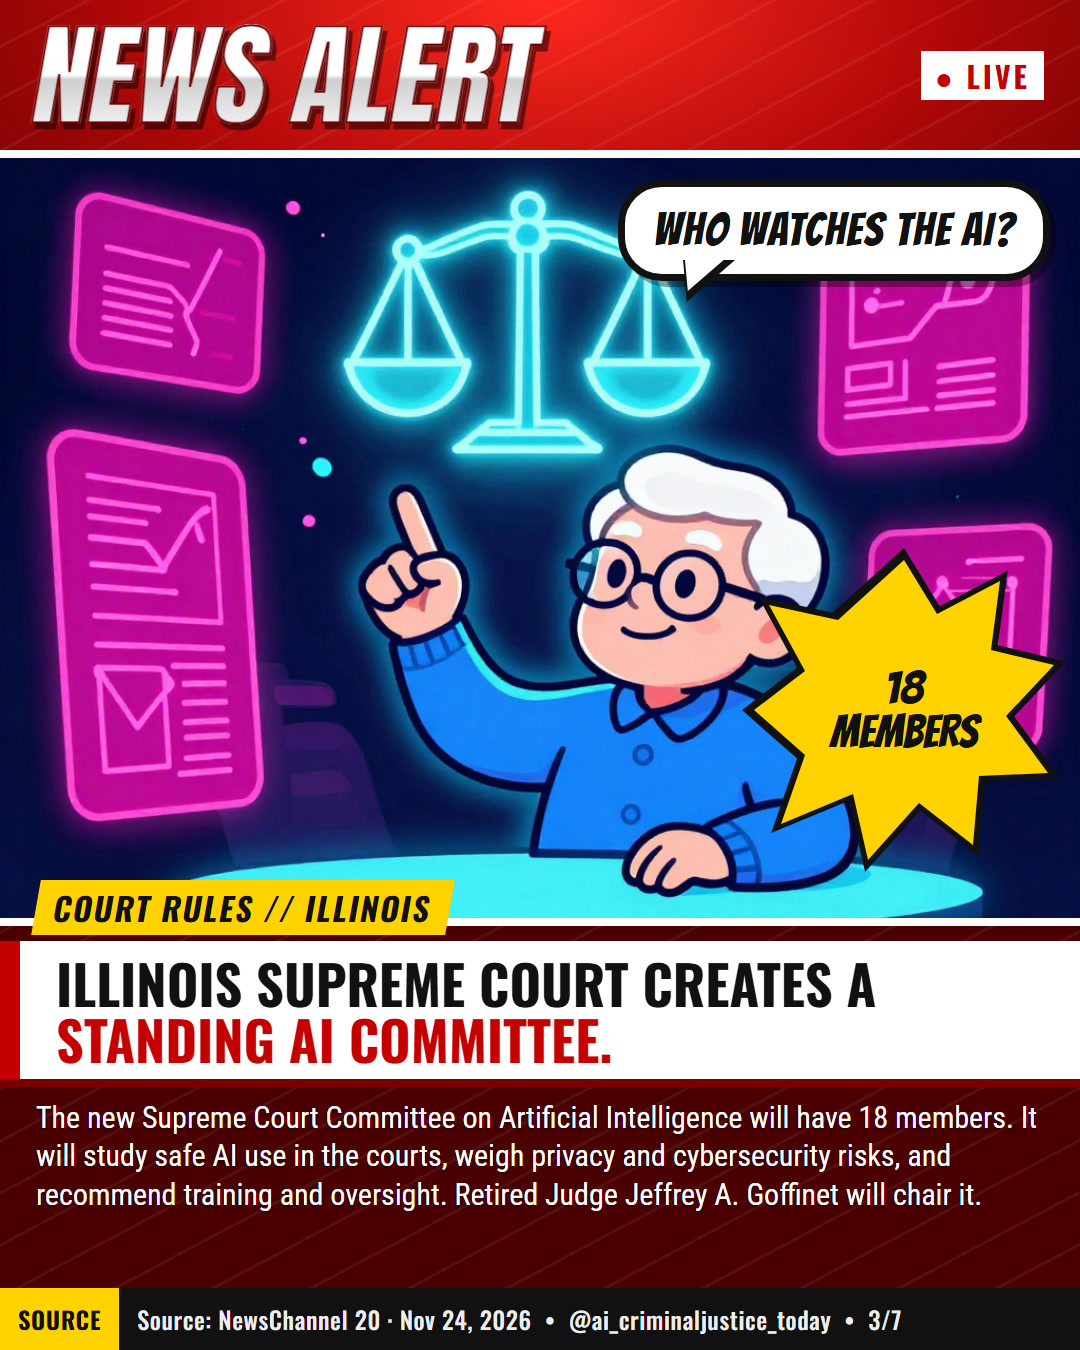 NEWS ALERT
● LIVE
WHO WATCHES THE AI?
18
MEMBERS
COURT RULES // ILLINOIS
ILLINOIS SUPREME COURT CREATES A
STANDING AI COMMITTEE.
The new Supreme Court Committee on Artificial Intelligence will have 18 members. It
will study safe AI use in the courts, weigh privacy and cybersecurity risks, and
recommend training and oversight. Retired Judge Jeffrey A. Goffinet will chair it.
SOURCE
Source: NewsChannel 20 · Nov 24, 2026 • @ai_criminaljustice_today • 3/7